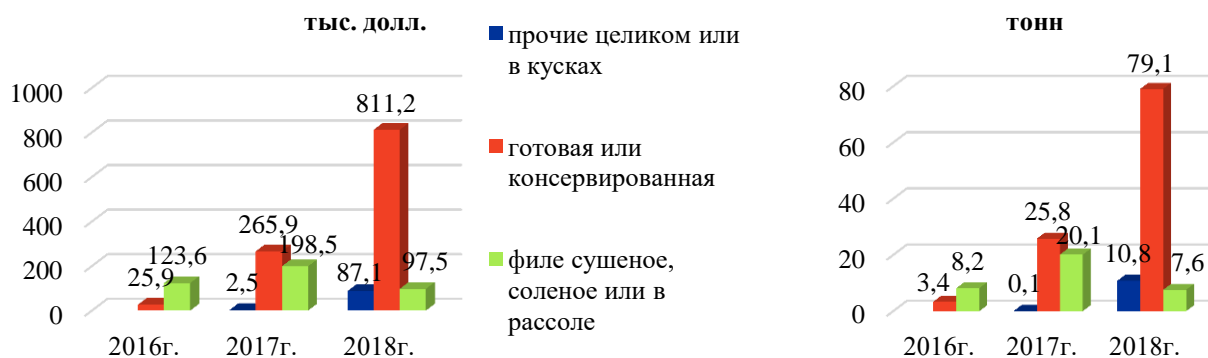 тыс. долл.
1000
800
600
400
200
0
25,9
123,6
2,5
265,9
198,5
87,1
811,2
97,5
2016г.
2017г.
2018г.
прочие целиком или
в кусках
готовая или
консервированная
филе сушеное,
соленое или в
рассоле
тонн
80
60
40
20
0
3,4
8,2
0,1
25,8
20,1
10,8
79,1
7,6
2016г.
2017г.
2018г.